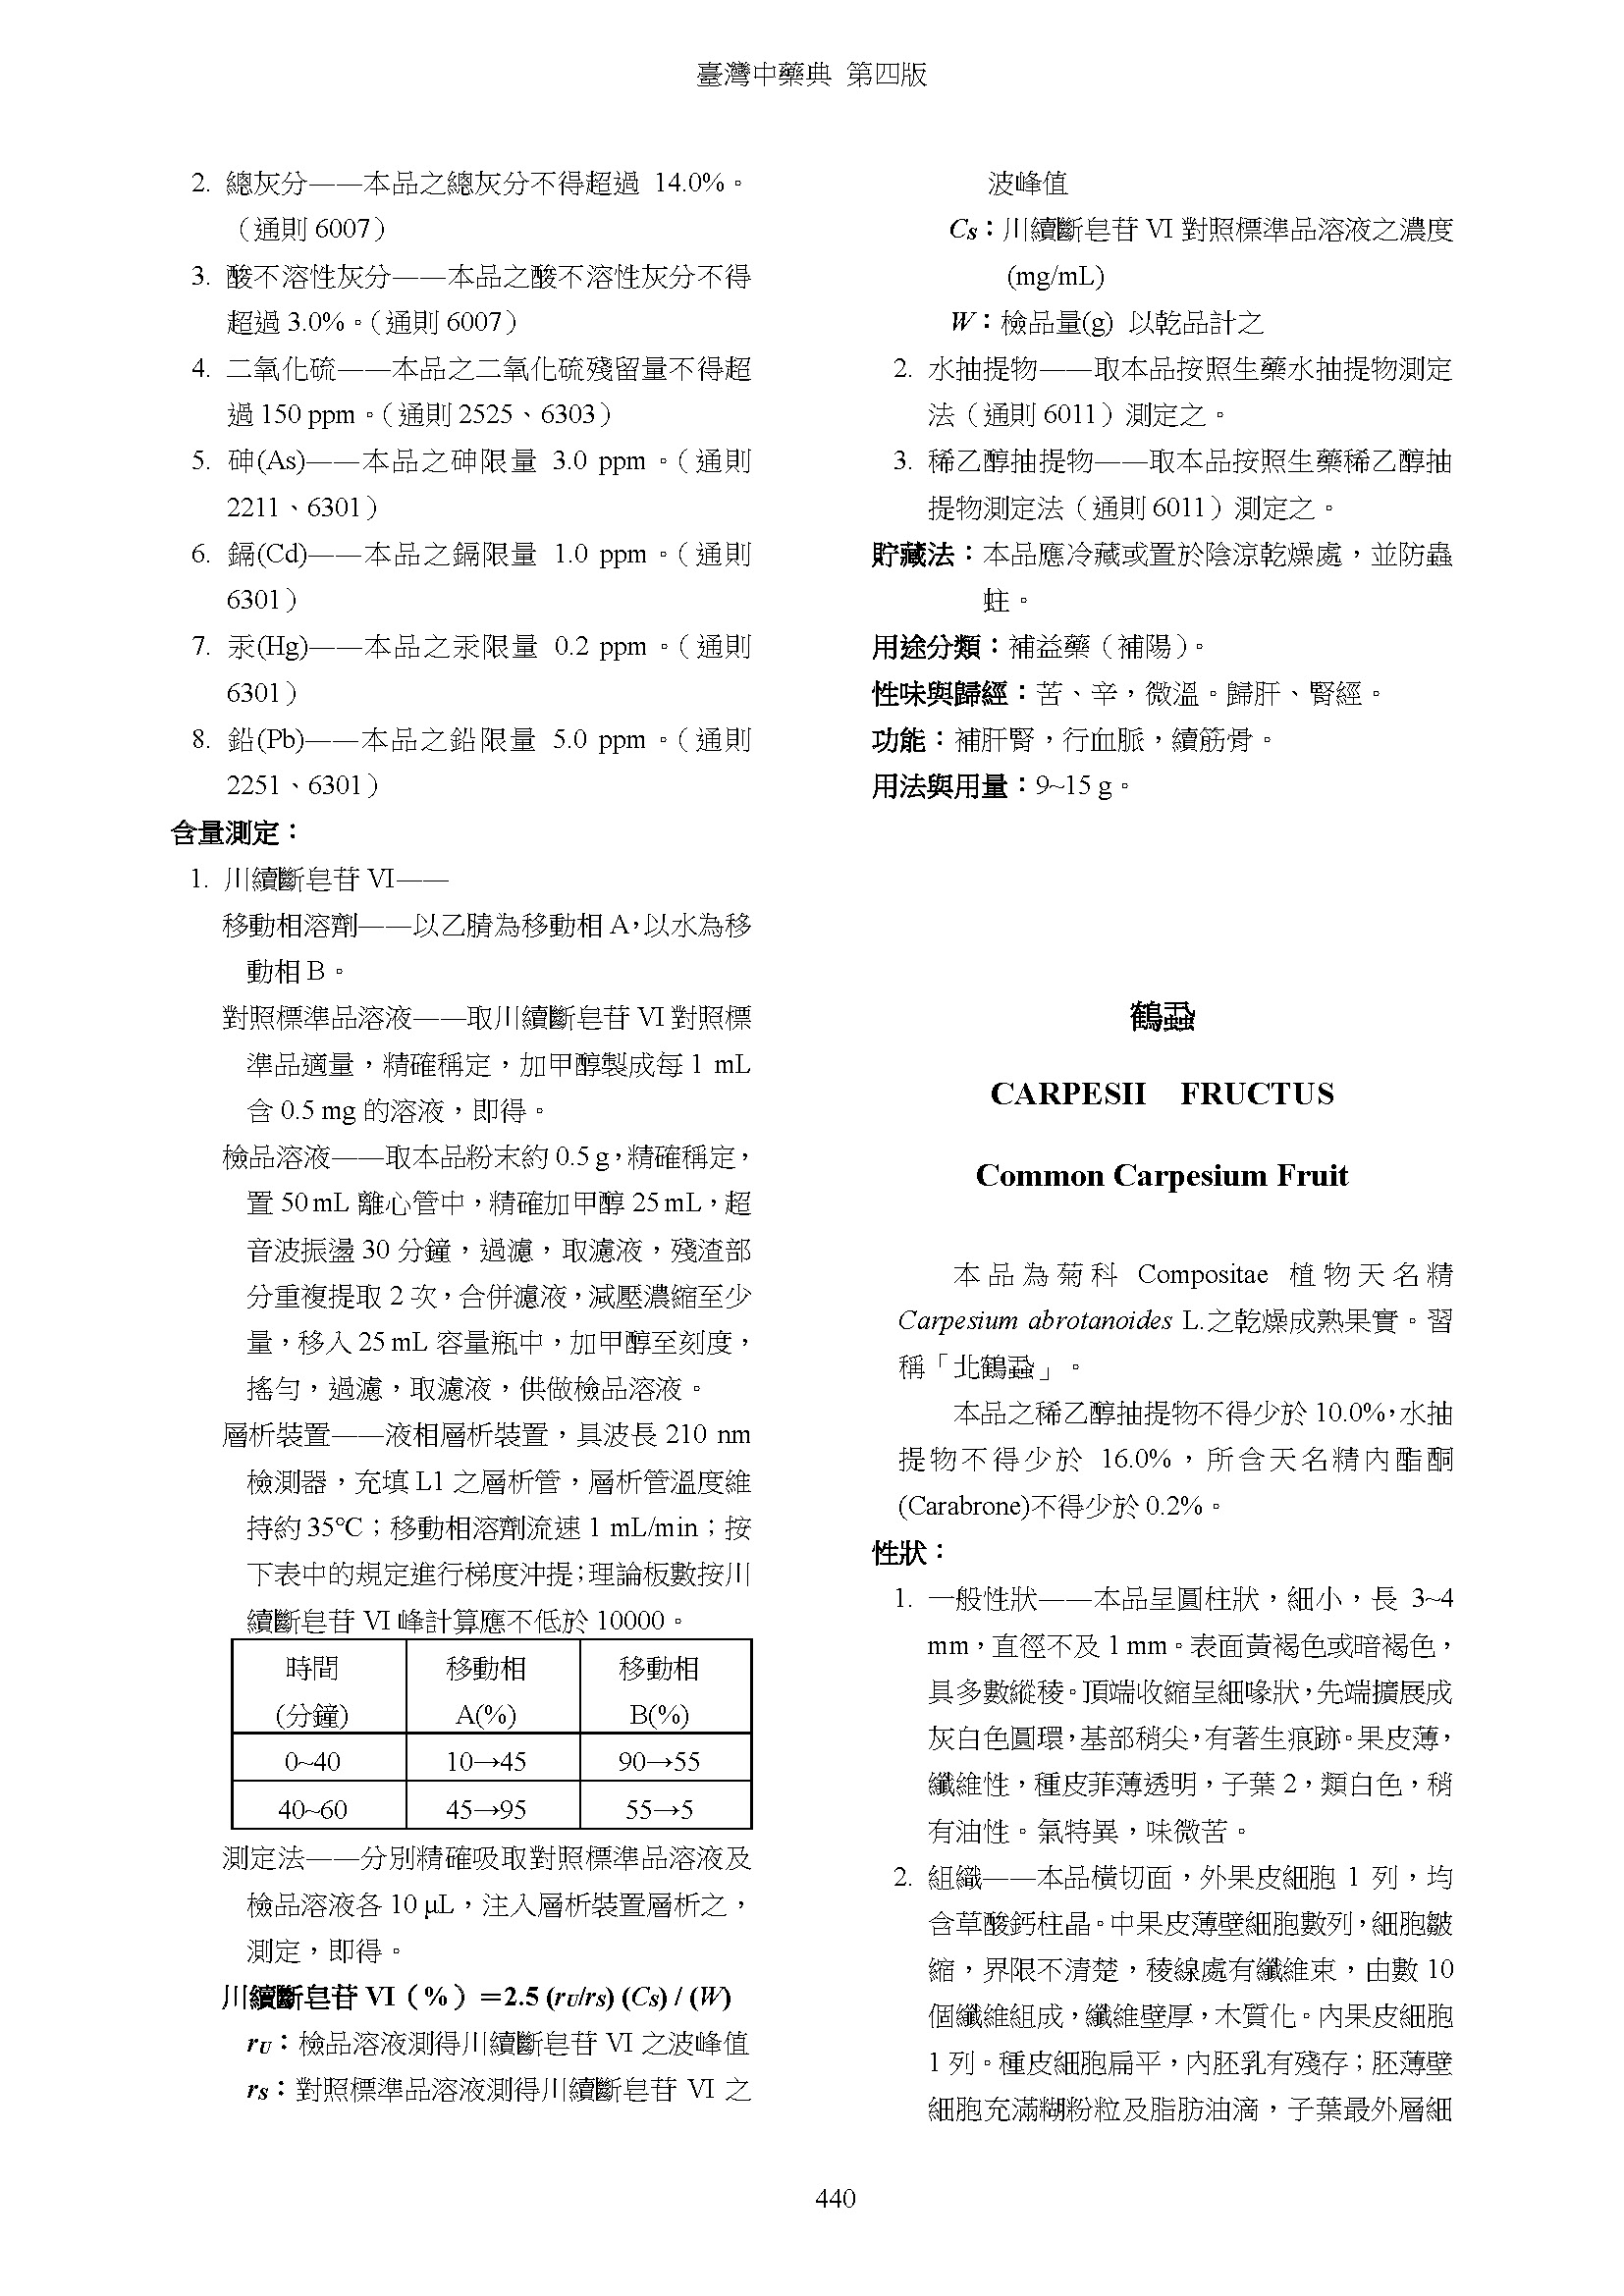 臺灣中藥典 第四版
2. 總灰分——本品之總灰分不得超過 14.0%。
（通則 6007）
3. 酸不溶性灰分——本品之酸不溶性灰分不得
超過 3.0%。（通則 6007）
4. 二氧化硫——本品之二氧化硫殘留量不得超
過 150 ppm。（通則 2525、6303）
5. 砷(As)——本品之砷限量 3.0 ppm。（通則
2211、6301）
6. 鎘(Cd)——本品之鎘限量 1.0 ppm。（通則
6301）
7. 汞(Hg)——本品之汞限量 0.2 ppm。（通則
6301）
8. 鉛(Pb)——本品之鉛限量 5.0 ppm。（通則
2251、6301）
含量測定：
1. 川續斷皂苷 VI——
移動相溶劑——以乙腈為移動相 A，以水為移
動相 B。
對照標準品溶液——取川續斷皂苷 VI 對照標
準品適量，精確稱定，加甲醇製成每 1 mL
含 0.5 mg 的溶液，即得。
檢品溶液——取本品粉末約 0.5 g，精確稱定，
置 50 mL 離心管中，精確加甲醇 25 mL，超
音波振盪 30 分鐘，過濾，取濾液，殘渣部
分重複提取 2 次，合併濾液，減壓濃縮至少
量，移入 25 mL 容量瓶中，加甲醇至刻度，
搖勻，過濾，取濾液，供做檢品溶液。
層析裝置——液相層析裝置，具波長 210 nm
檢測器，充填 L1 之層析管，層析管溫度維
持約 35℃；移動相溶劑流速 1 mL/min；按
下表中的規定進行梯度沖提；理論板數按川
續斷皂苷 VI 峰計算應不低於 10000。
時間 移動相 移動相
(分鐘) A(%) B(%)
0~40 10→45 90→55
40~60 45→95 55→5
測定法——分別精確吸取對照標準品溶液及
檢品溶液各 10 μL，注入層析裝置層析之，
測定，即得。
川續斷皂苷 VI（%）＝2.5 (rU/rS) (CS) / (W)
rU：檢品溶液測得川續斷皂苷 VI 之波峰值
rS：對照標準品溶液測得川續斷皂苷 VI 之
波峰值
CS：川續斷皂苷 VI 對照標準品溶液之濃度
(mg/mL)
W：檢品量(g) 以乾品計之
2. 水抽提物——取本品按照生藥水抽提物測定
法（通則 6011）測定之。
3. 稀乙醇抽提物——取本品按照生藥稀乙醇抽
提物測定法（通則 6011）測定之。
貯藏法：本品應冷藏或置於陰涼乾燥處，並防蟲
蛀。
用途分類：補益藥（補陽）。
性味與歸經：苦、辛，微溫。歸肝、腎經。
功能：補肝腎，行血脈，續筋骨。
用法與用量：9~15 g。
鶴蝨
CARPESII FRUCTUS
Common Carpesium Fruit
本品為菊科 Compositae 植物天名精
Carpesium abrotanoides L.之乾燥成熟果實。習
稱「北鶴蝨」。
本品之稀乙醇抽提物不得少於 10.0%，水抽
提物不得少於 16.0%，所含天名精內酯酮
(Carabrone)不得少於 0.2%。
性狀：
1. 一般性狀——本品呈圓柱狀，細小，長 3~4
mm，直徑不及 1 mm。表面黃褐色或暗褐色，
具多數縱稜。頂端收縮呈細喙狀，先端擴展成
灰白色圓環，基部稍尖，有著生痕跡。果皮薄，
纖維性，種皮菲薄透明，子葉 2，類白色，稍
有油性。氣特異，味微苦。
2. 組織——本品橫切面，外果皮細胞 1 列，均
含草酸鈣柱晶。中果皮薄壁細胞數列，細胞皺
縮，界限不清楚，稜線處有纖維束，由數 10
個纖維組成，纖維壁厚，木質化。內果皮細胞
1 列。種皮細胞扁平，內胚乳有殘存；胚薄壁
細胞充滿糊粉粒及脂肪油滴，子葉最外層細
440